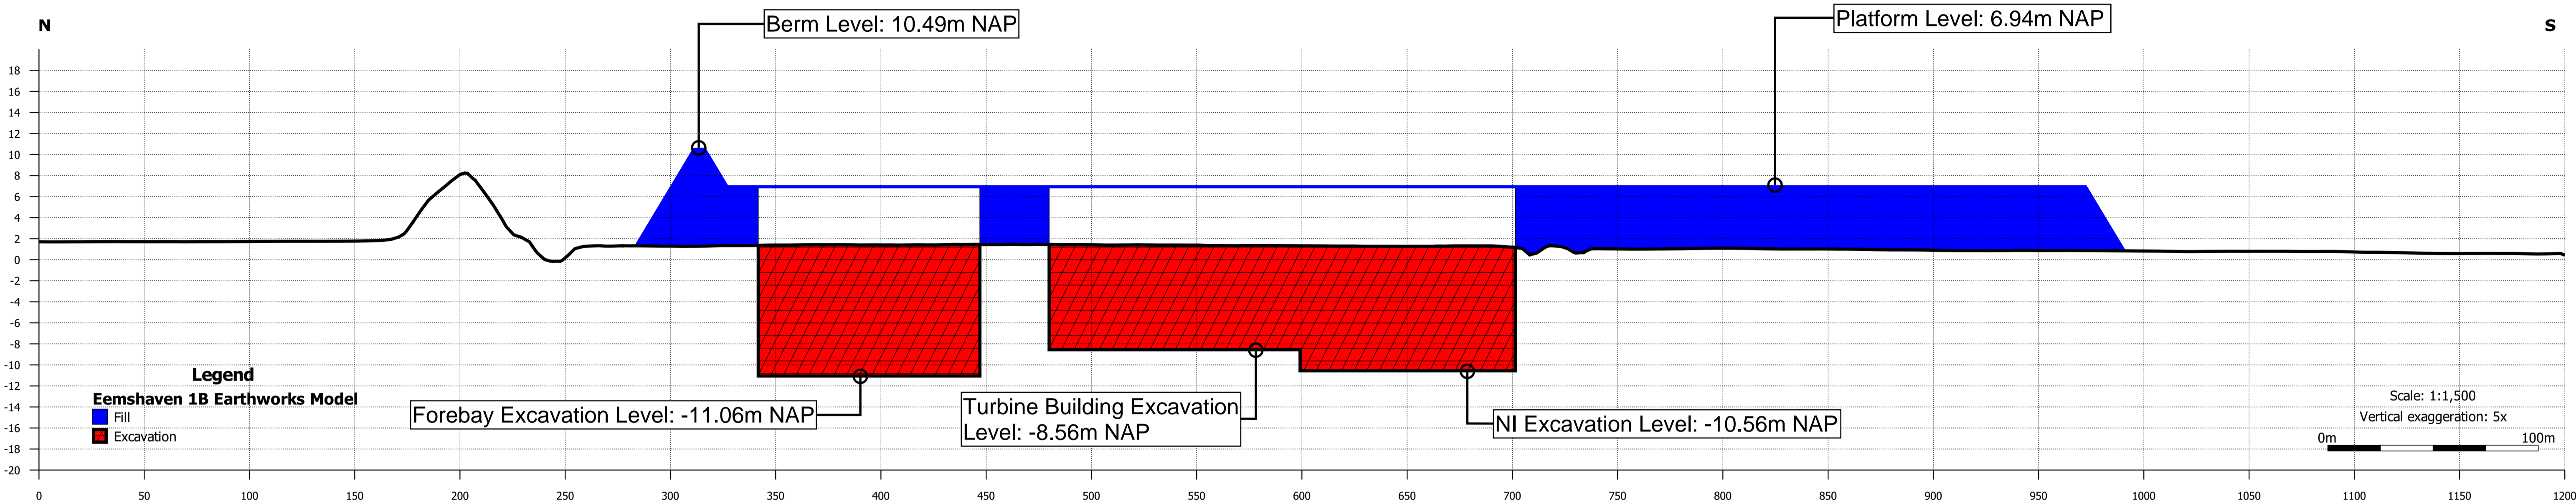 Berm Level: 10.49m NAP
Platform Level: 6.94m NAP
N
S
18
16
14
12
10
8
6
4
2
0
-2
-4
-6
-8
-10
-12
-14
-16
-18
-20
Legend
Eemshaven 1B Earthworks Model
Fill
Excavation
Forebay Excavation Level: -11.06m NAP
Turbine Building Excavation
Level: -8.56m NAP
NI Excavation Level: -10.56m NAP
Scale: 1:1,500
Vertical exaggeration: 5x
0m 100m
0 50 100 150 200 250 300 350 400 450 500 550 600 650 700 750 800 850 900 950 1000 1050 1100 1150 1200